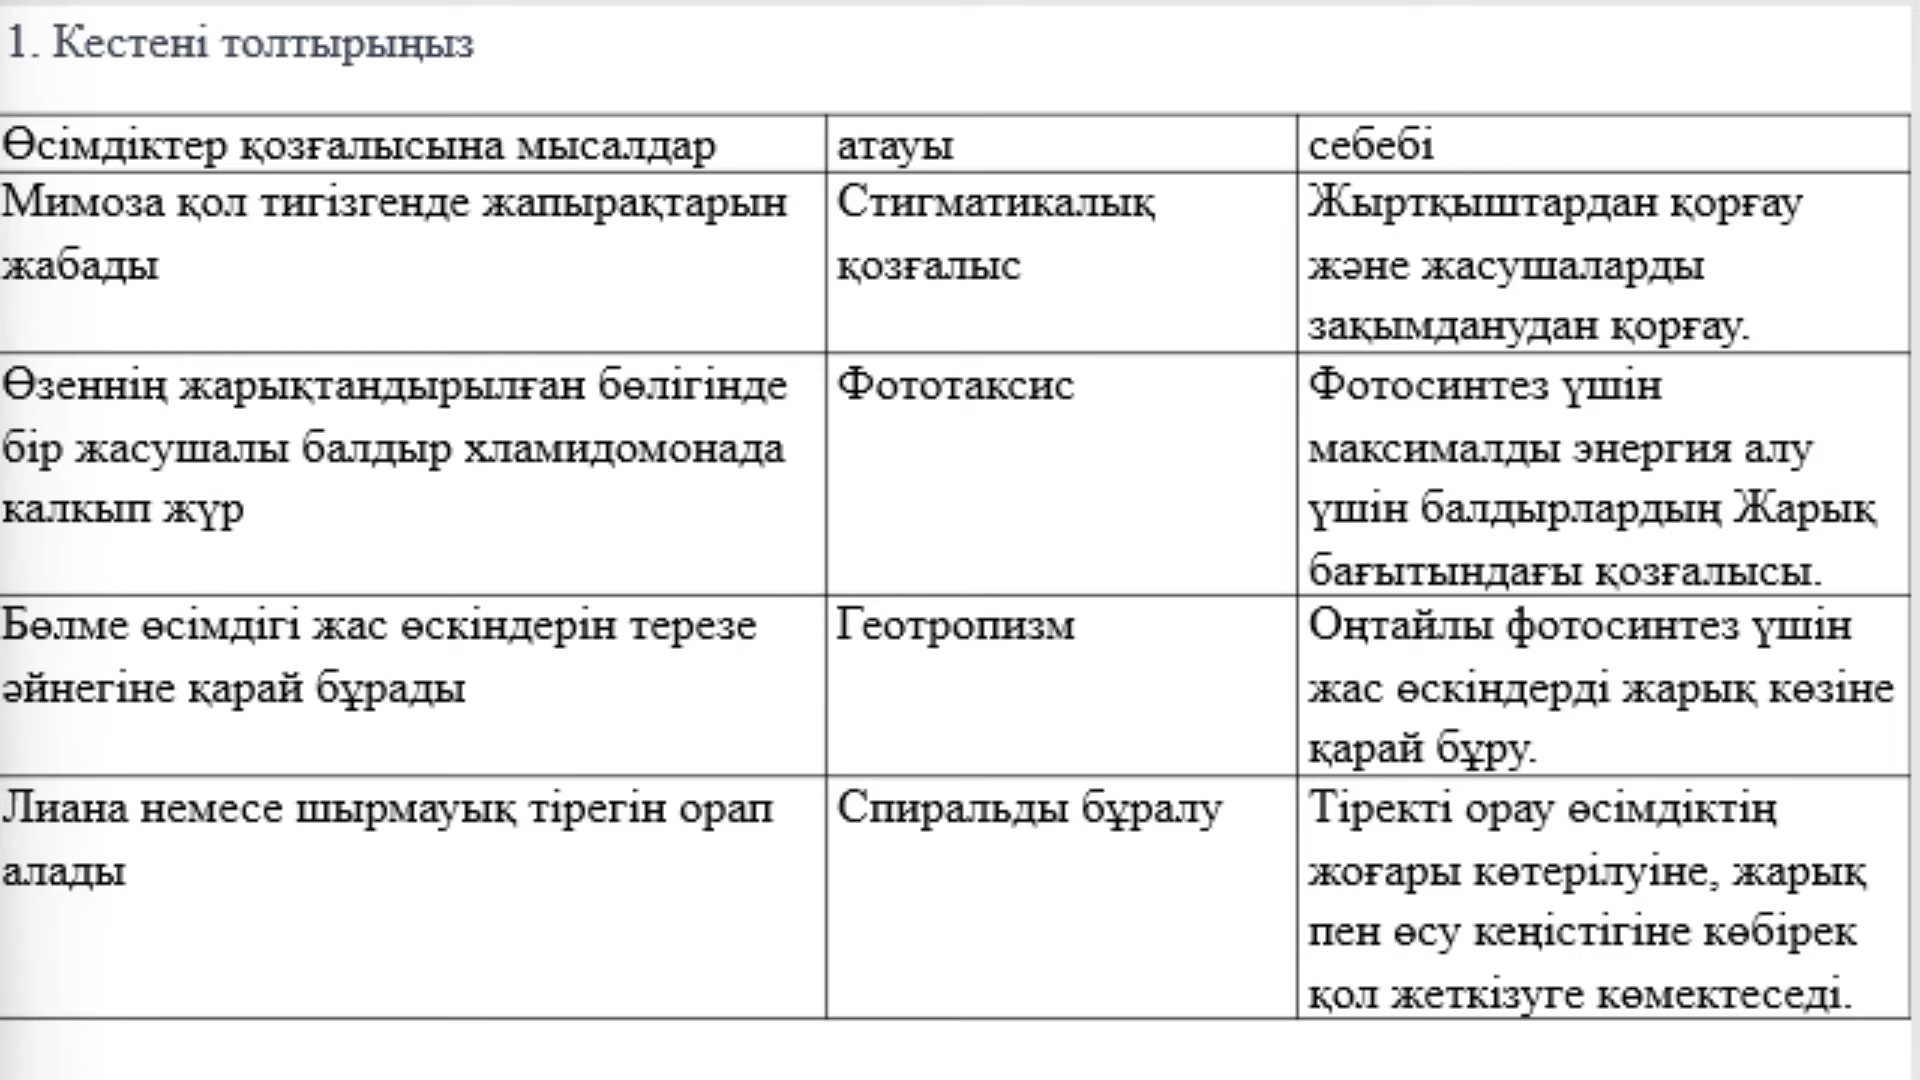 1. Кестені толтырыңыз
Өсімдіктер қозғалысына мысалдар
атауы
себебі
Мимоза қол тигізгенде жапырақтарын
жабады
Стигматикалық
қозғалыс
Жыртқыштардан қорғау
және жасушаларды
зақымданудан қорғау.
Өзеннің жарықтандырылған бөлігінде
бір жасушалы балдыр хламидомонада
калкып жүр
Фототаксис
Фотосинтез үшін
максималды энергия алу
үшін балдырлардың Жарық
бағытындағы қозғалысы.
Бөлме өсімдігі жас өскіндерін терезе
әйнегіне қарай бұрады
Геотропизм
Оңтайлы фотосинтез үшін
жас өскіндерді жарық көзіне
қарай бұру.
Лиана немесе шырмауық тірегін орап
алады
Спиральды бұралу
Тіректі орау өсімдіктің
жоғары көтерілуіне, жарық
пен өсу кеңістігіне көбірек
қол жеткізуге көмектеседі.